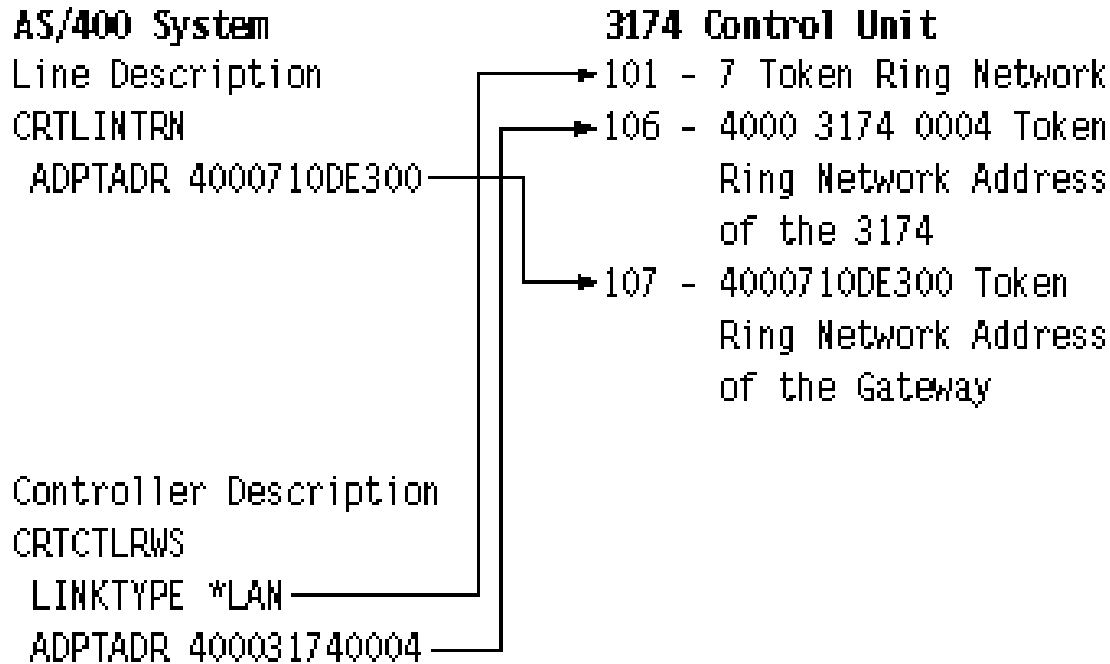 AS/400 System
Line Description
CRTLINTRN
ADPTADR 4000710DE300
Controller Description
CRTCTLRWS
LINKTYPE *LAN
ADPTADR 400031740004
3174 Control Unit
101 - 7 Token Ring Network
106 - 4000 3174 0004 Token
Ring Network Address
of the 3174
107 - 4000710DE300 Token
Ring Network Address
of the Gateway